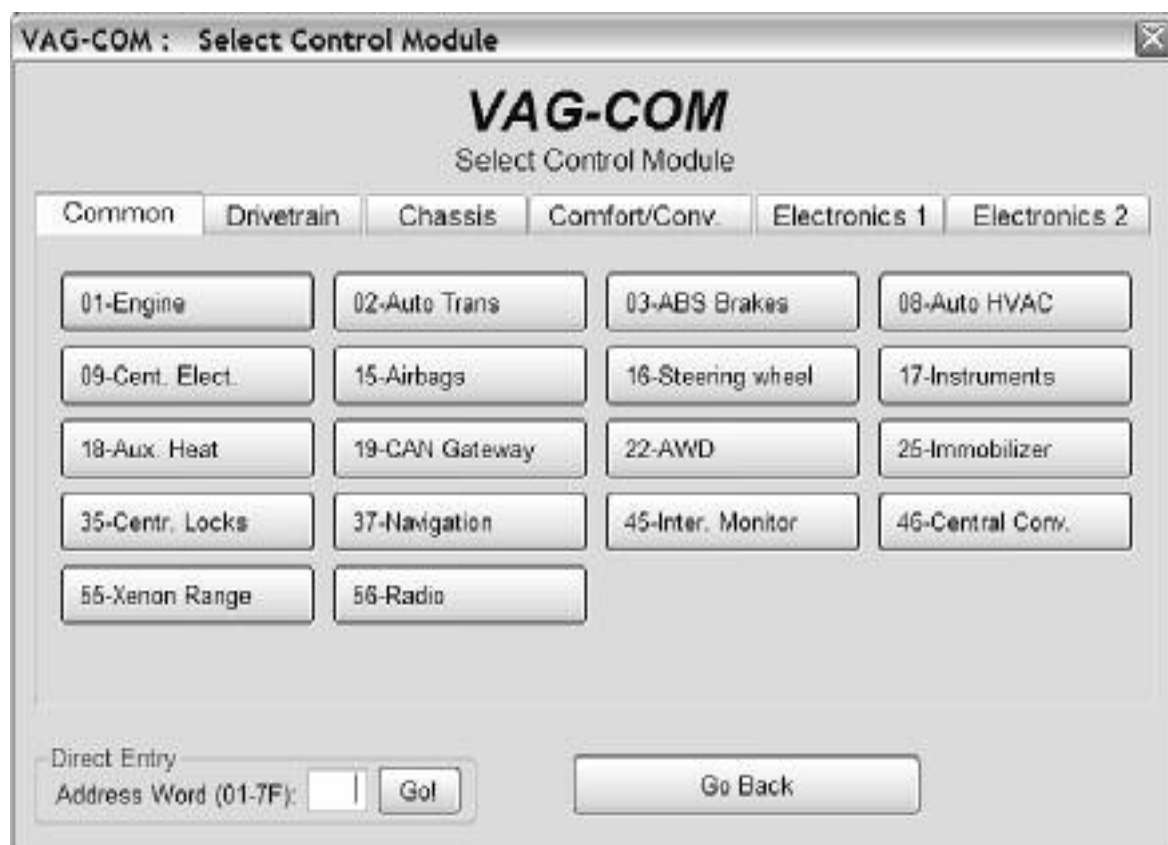 VAG-COM : Select Control Module
VAG-COM
Select Control Module
Common Drivetrain Chassis Comfort/Conv. Electronics 1 Electronics 2
01-Engine 02-Auto Trans 03-ABS Brakes 08-Auto HVAC
09-Cent. Elect. 15-Airbags 16-Steering wheel 17-Instruments
18-Aux. Heat 19-CAN Gateway 22-AWD 25-Immobilizer
35-Centr. Locks 37-Navigation 45-Inter. Monitor 46-Central Conv.
55-Xenon Range 56-Radio
Direct Entry
Address Word (01-7F): Go! Go Back